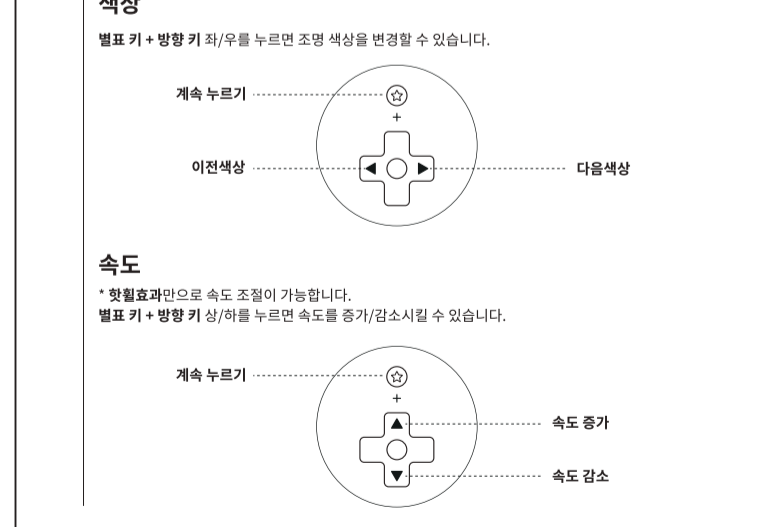 색상
별표 키 + 방향 키 좌/우를 누르면 조명 색상을 변경할 수 있습니다.
계속 누르기
+
이전색상
다음색상
속도
* 핫휠효과만으로 속도 조절이 가능합니다.
별표 키 + 방향 키 상/하를 누르면 속도를 증가/감소시킬 수 있습니다.
계속 누르기
+
속도 증가
속도 감소